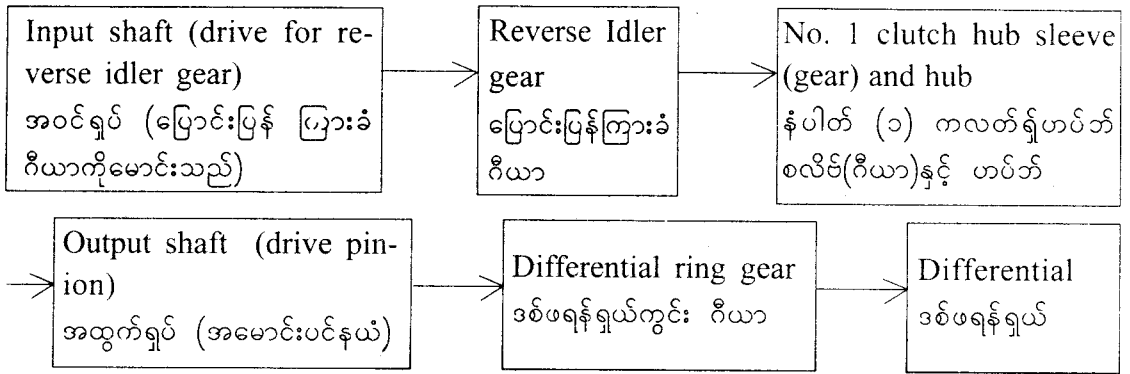 Input shaft (drive for re-
verse idler gear)
အဝင်ရှပ် (ပြောင်းပြန် ကြားခံ
ဂီယာကိုမောင်းသည်)
Reverse Idler
gear
ပြောင်းပြန်ကြားခံ
ဂီယာ
No. 1 clutch hub sleeve
(gear) and hub
နံပါတ် (၁) ကလတ်ရှ်ဟပ်ဘ်
စလိဗ်(ဂီယာ)နှင့် ဟပ်ဘ်
Output shaft (drive pin-
ion)
အထွက်ရှပ် (အမောင်းပင်နယံ)
Differential ring gear
ဒစ်ဖရန်ရှယ်ကွင်း ဂီယာ
Differential
ဒစ်ဖရန်ရှယ်